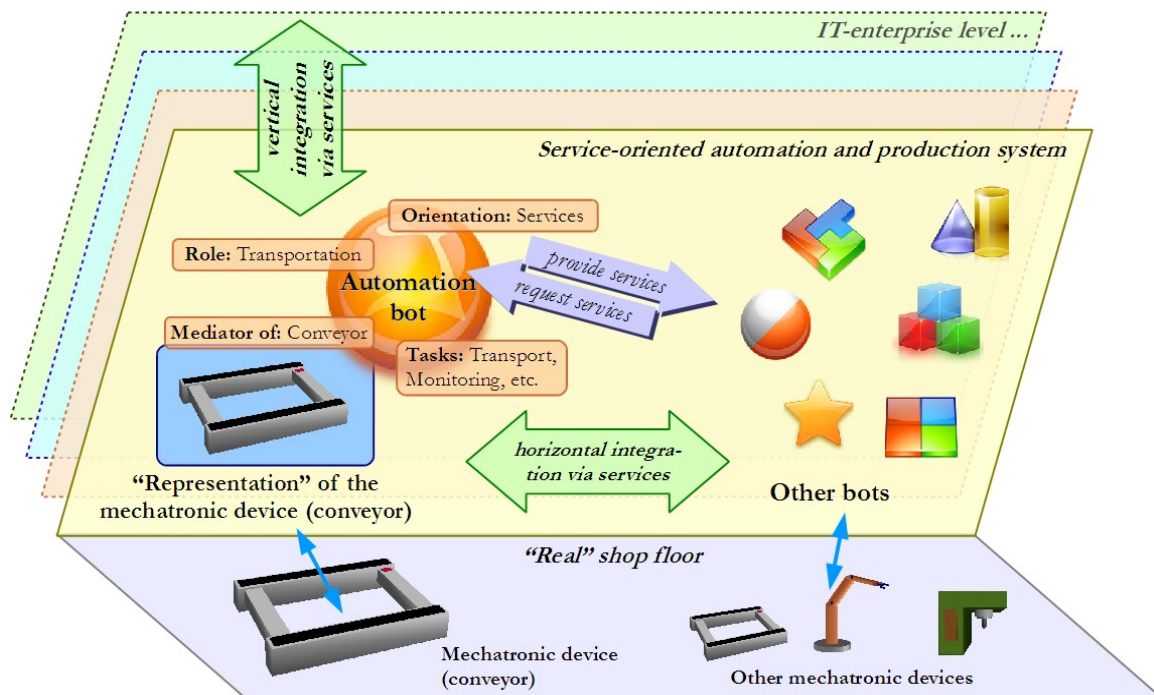 IT-enterprise level ...
vertical
integration
via services
Service-oriented automation and production system
Orientation: Services
Role: Transportation
Automation
bot
provide services
request services
Mediator of: Conveyor
Tasks: Transport,
Monitoring, etc.
horizontal integra-
tion via services
“Representation” of the
mechatronic device (conveyor)
Other bots
“Real” shop floor
Mechatronic device
(conveyor)
Other mechatronic devices